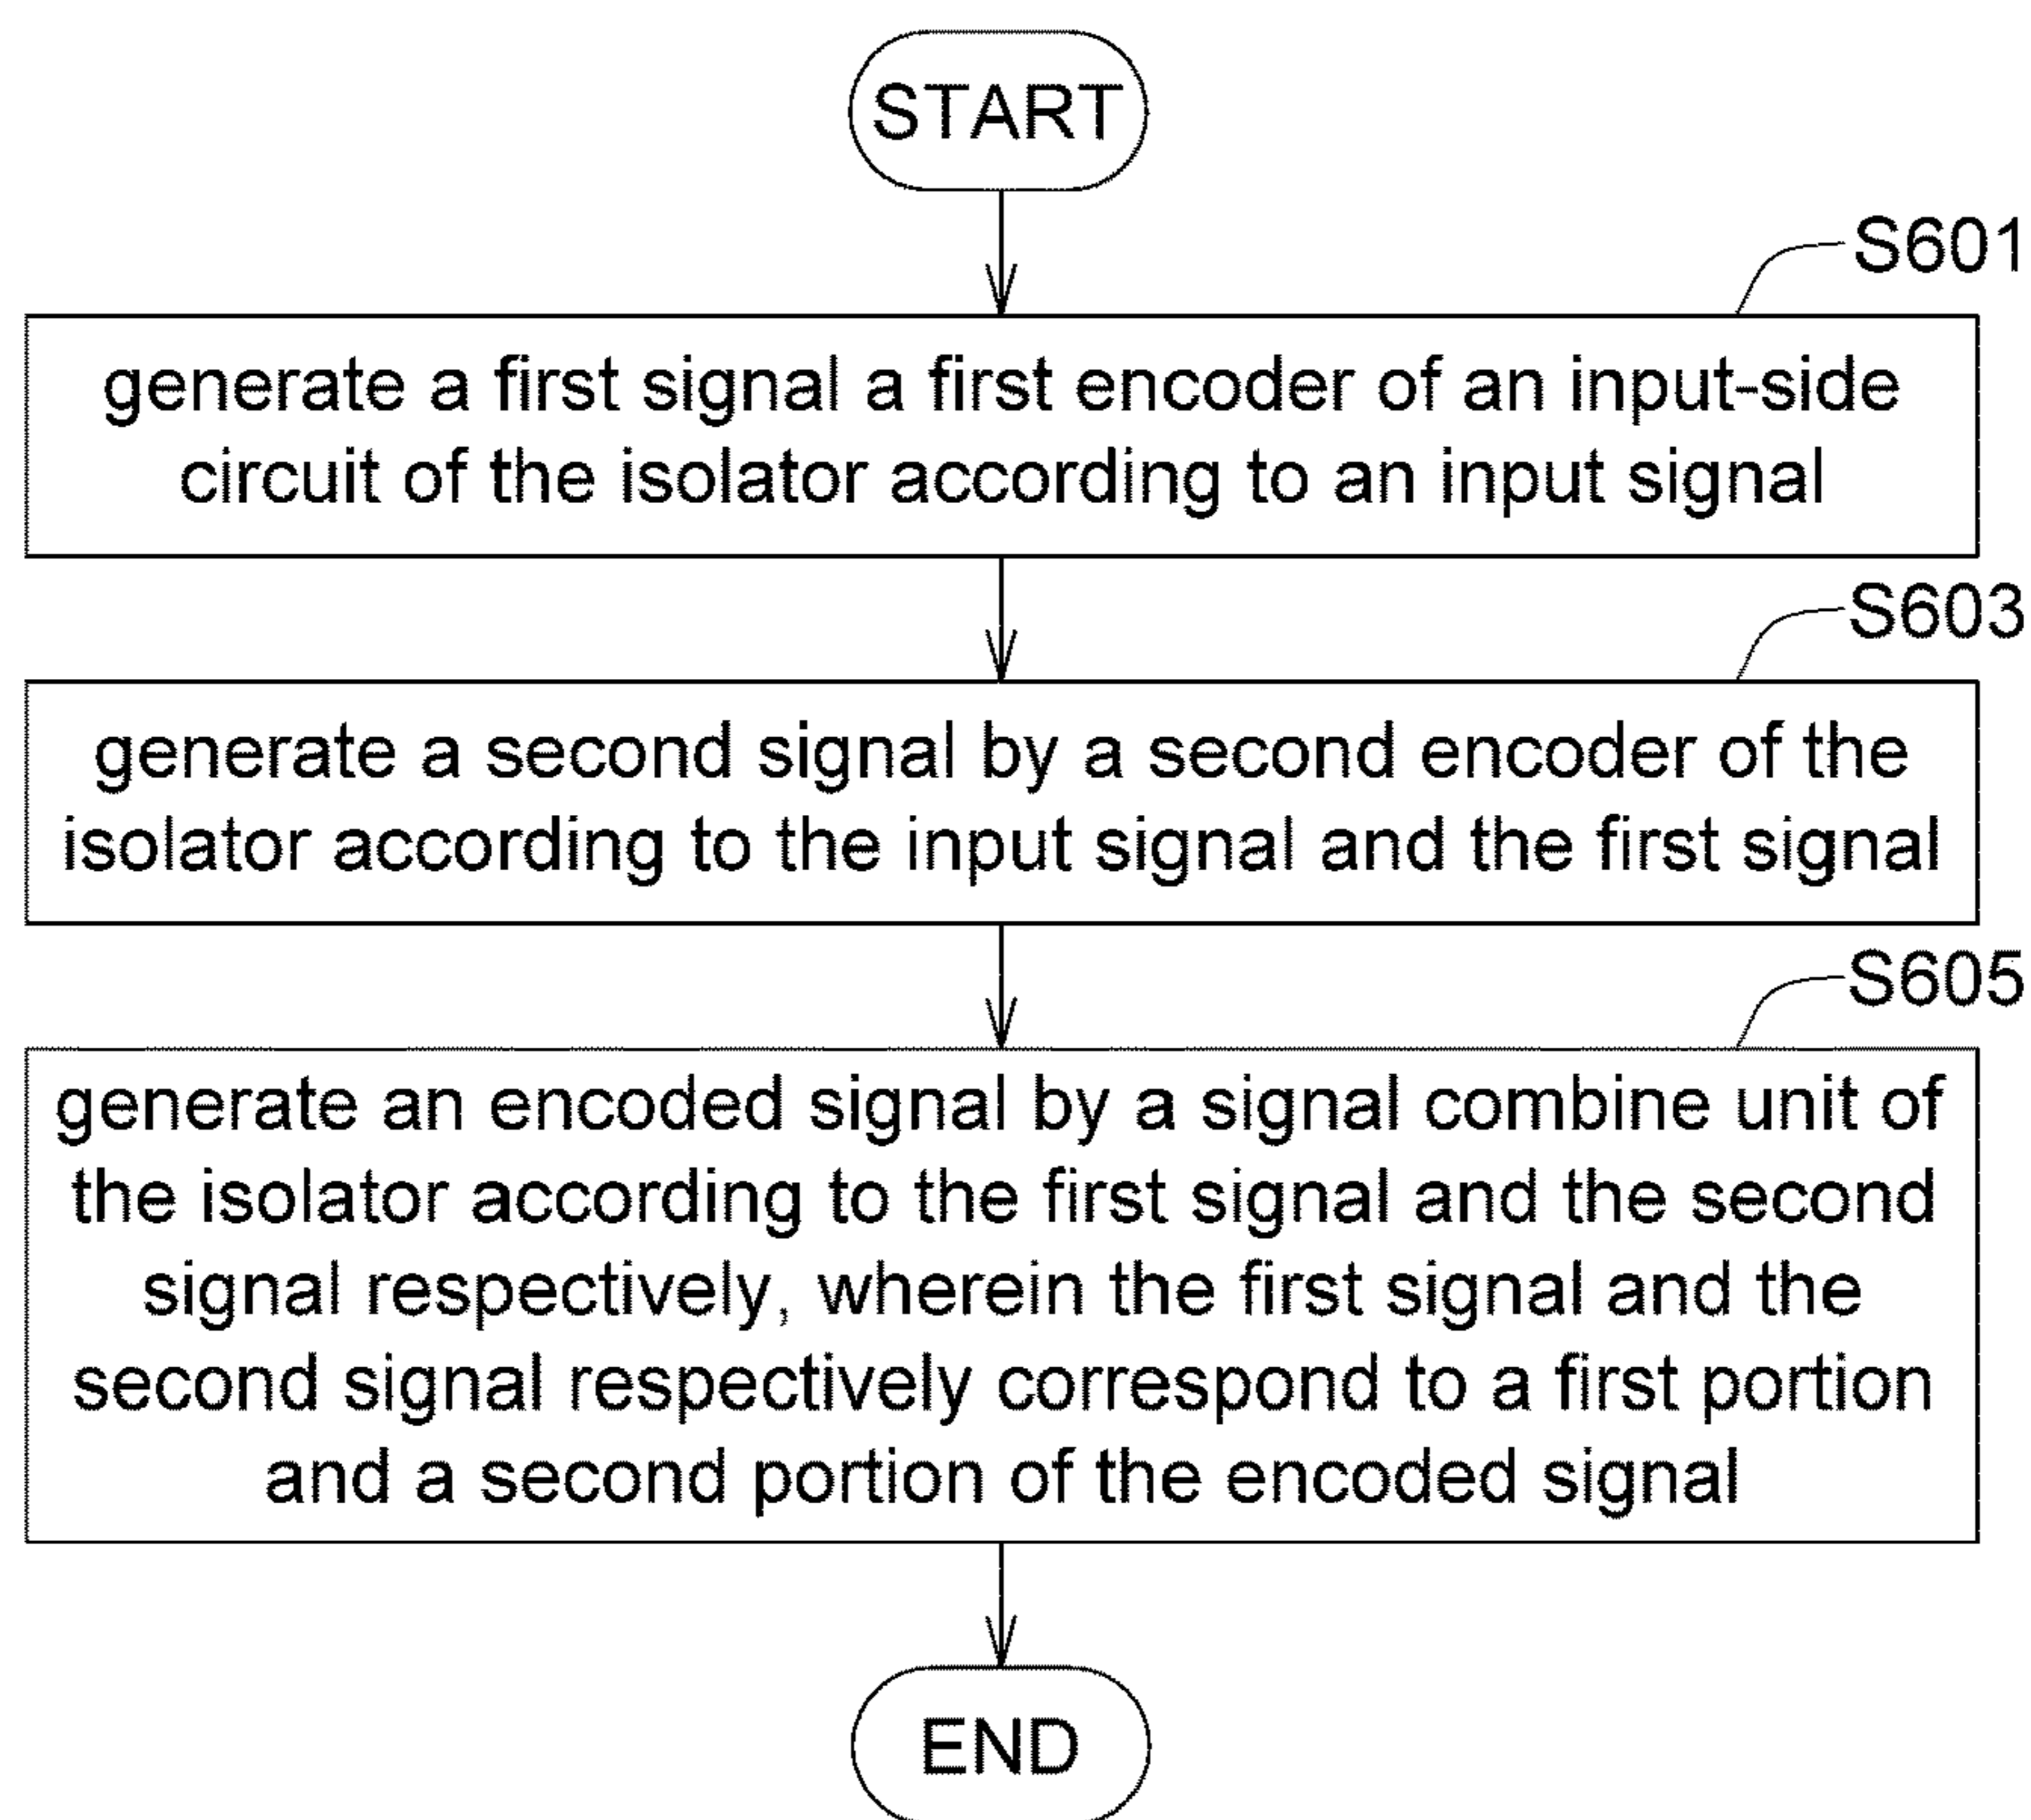 START
S601
generate a first signal a first encoder of an input-side
circuit of the isolator according to an input signal
S603
generate a second signal by a second encoder of the
isolator according to the input signal and the first signal
S605
generate an encoded signal by a signal combine unit of
the isolator according to the first signal and the second
signal respectively, wherein the first signal and the
second signal respectively correspond to a first portion
and a second portion of the encoded signal
END